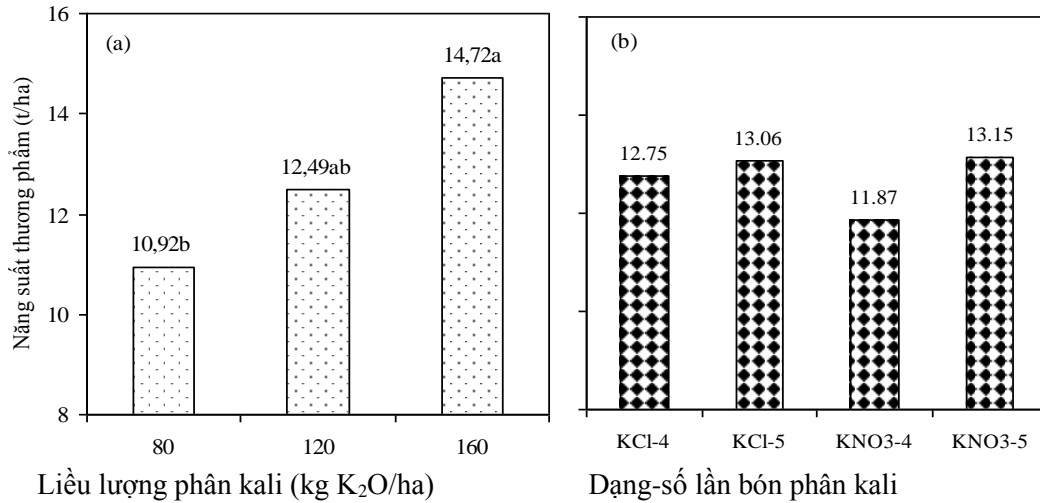 16
14
12
10
8
Năng suất thương phẩm (t/ha)
(a)
10,92b
12,49ab
14,72a
80
120
160
Liều lượng phân kali (kg K₂O/ha)
(b)
12.75
13.06
11.87
13.15
KCl-4
KCl-5
KNO3-4
KNO3-5
Dạng-số lần bón phân kali